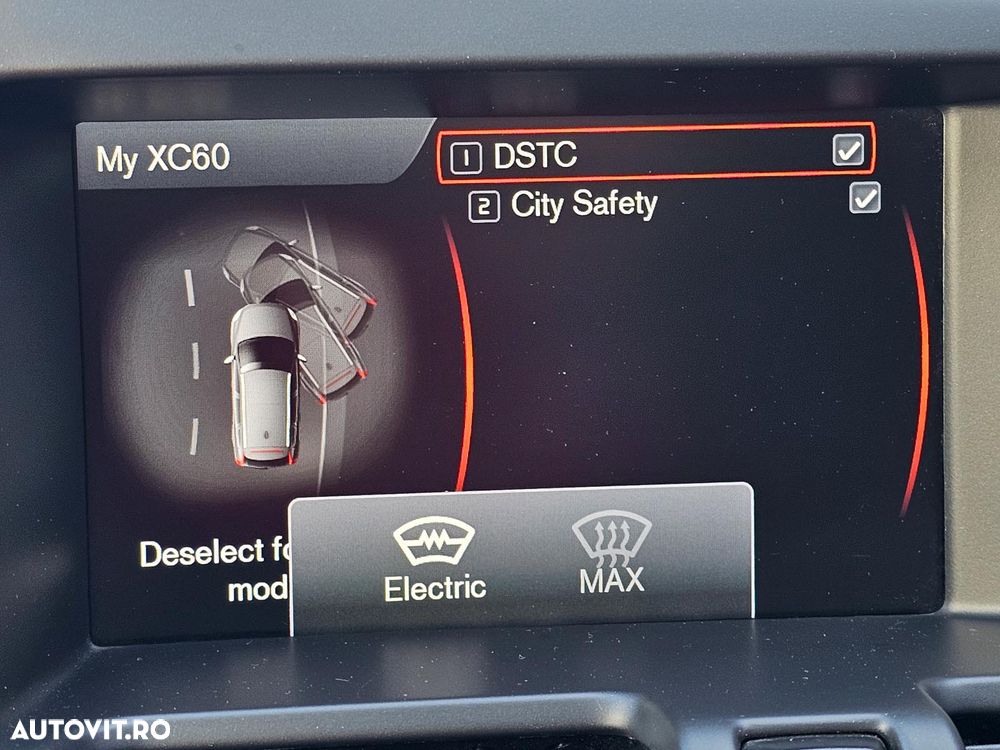 My XC60
1 DSTC
2 City Safety
Deselect fo
mod
Electric
MAX
AUTOVIT.RO